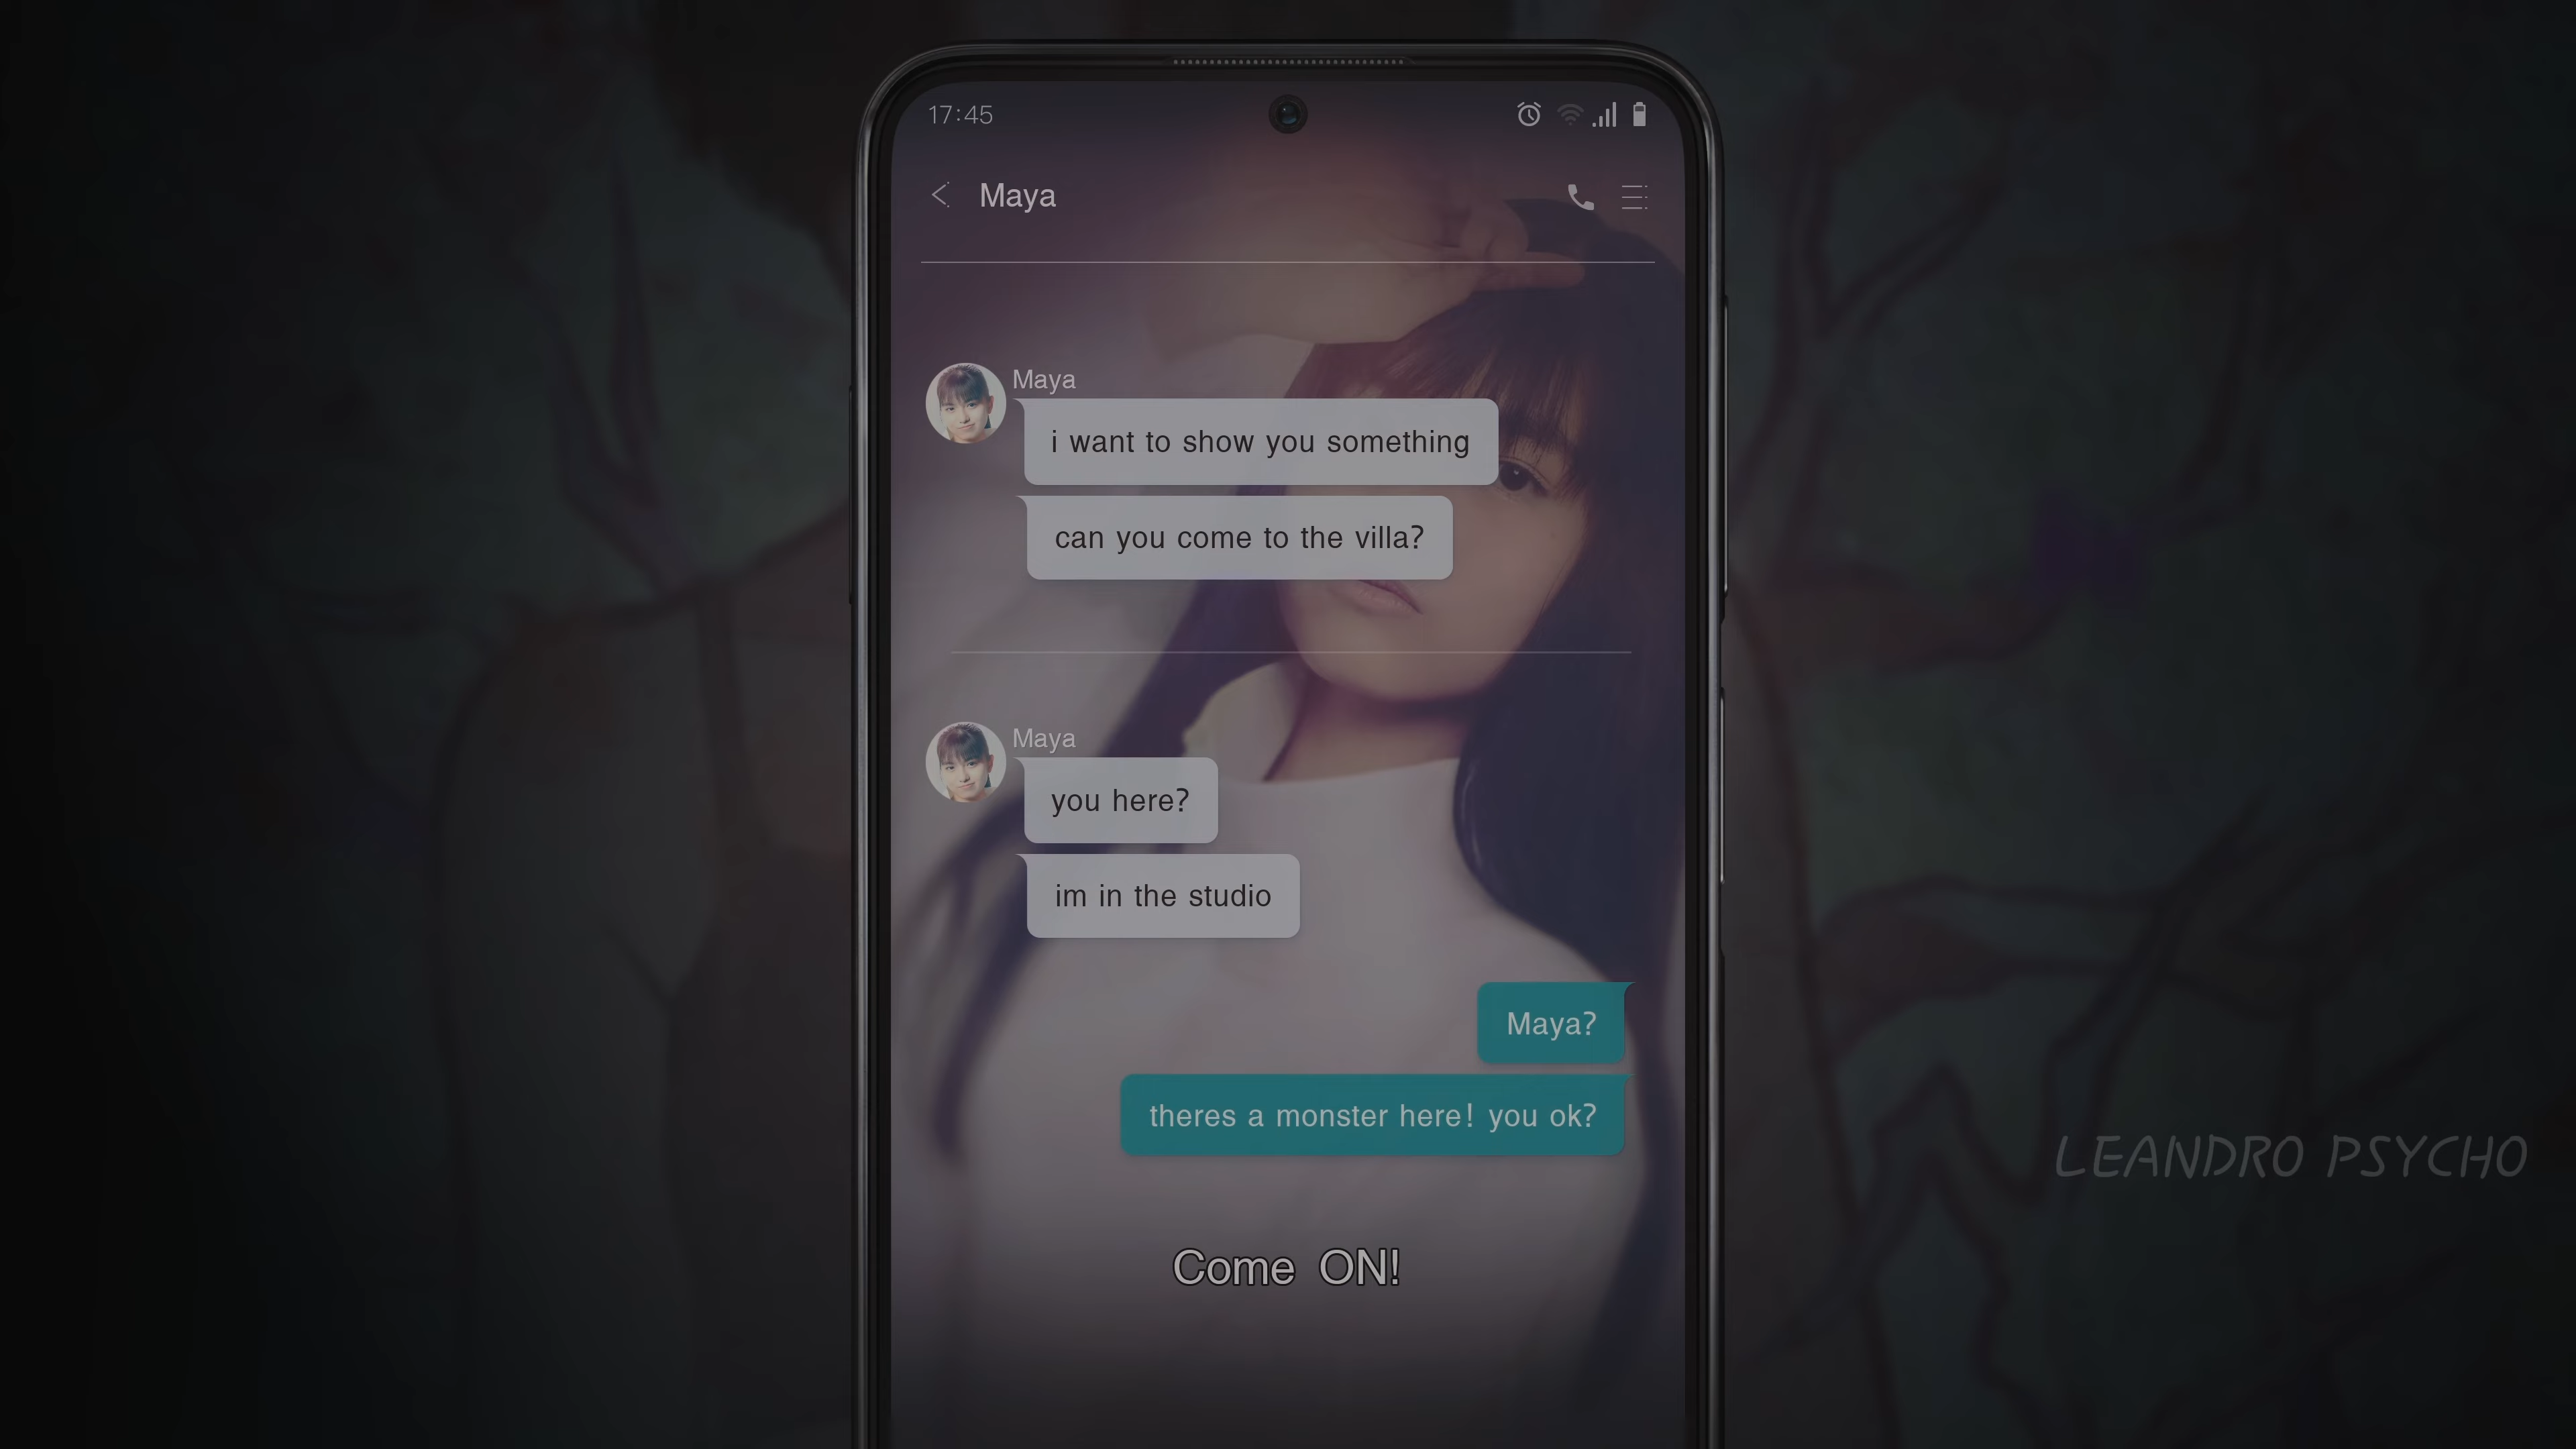 17:45
Maya
Maya
i want to show you something
can you come to the villa?
Maya
you here?
im in the studio
Maya?
theres a monster here! you ok?
LEANDRO PSYCHO
Come ON!